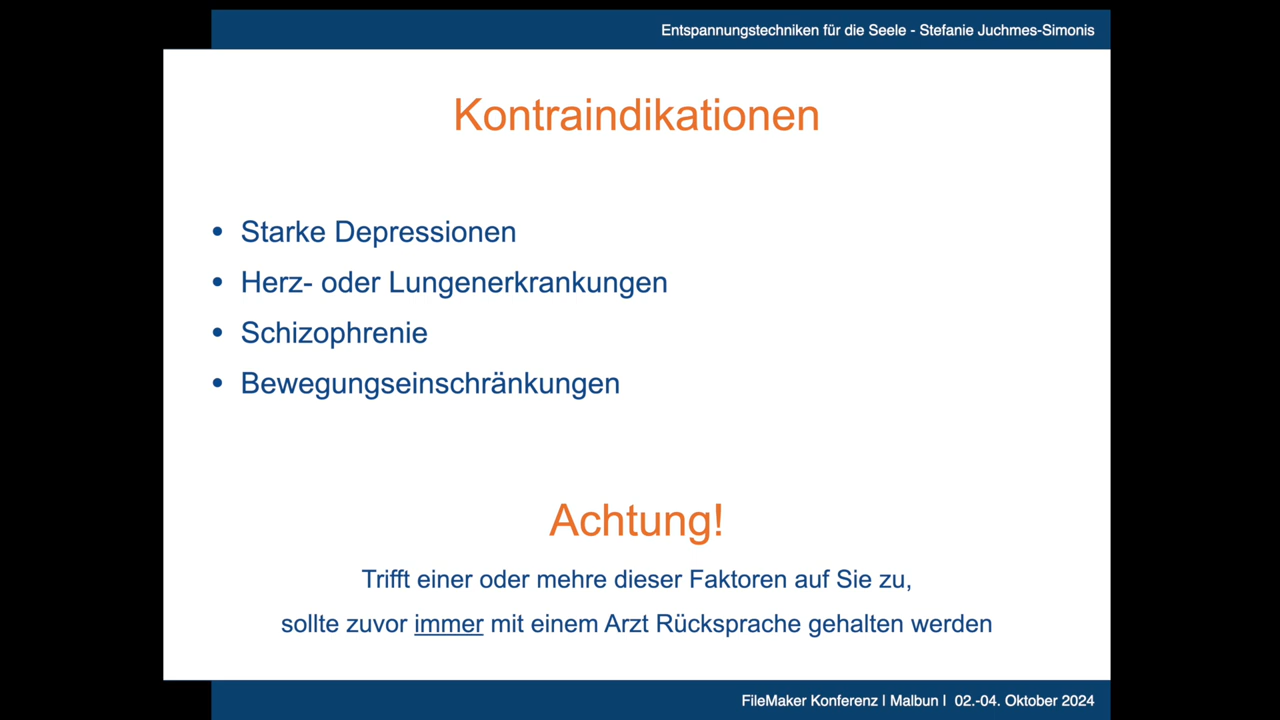 Entspannungstechniken für die Seele - Stefanie Juchmes-Simonis
Kontraindikationen
• Starke Depressionen
• Herz- oder Lungenerkrankungen
• Schizophrenie
• Bewegungseinschränkungen
Achtung!
Trifft einer oder mehre dieser Faktoren auf Sie zu,
sollte zuvor immer mit einem Arzt Rücksprache gehalten werden
FileMaker Konferenz | Malbun | 02.-04. Oktober 2024